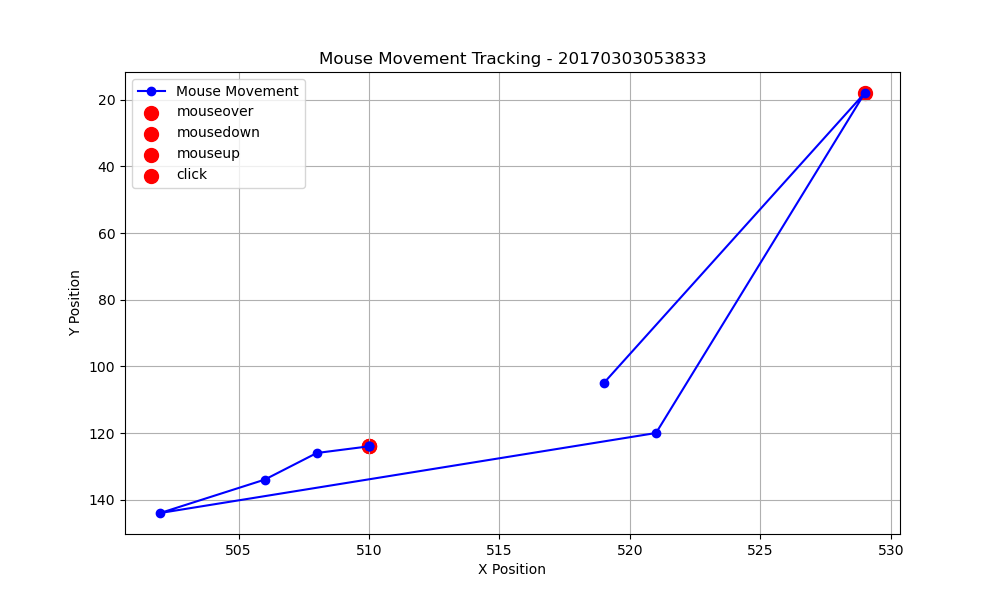 Mouse Movement Tracking - 20170303053833
Mouse Movement
mouseover
mousedown
mouseup
click
20
40
60
80
100
120
140
Y Position
505
510
515
520
525
530
X Position